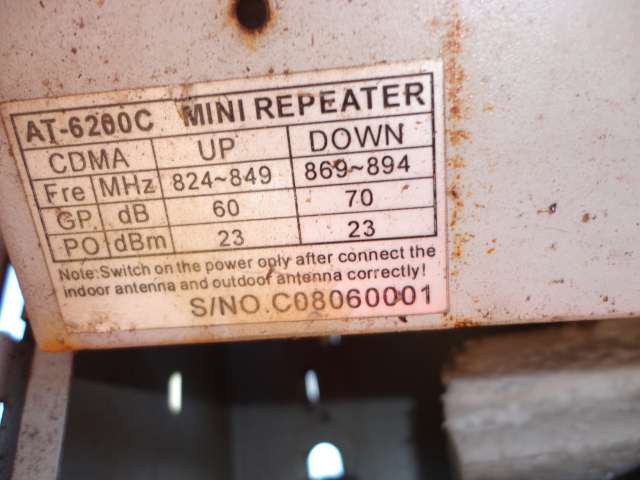 AT-6200C MINI REPEATER
CDMA UP DOWN
Fre MHz 824~849 869~894
GP. dB 60 70
PO dBm 23 23
Note:Switch on the power only after connect the
indoor antenna and outdoor antenna correctly!
S/NO.C08060001